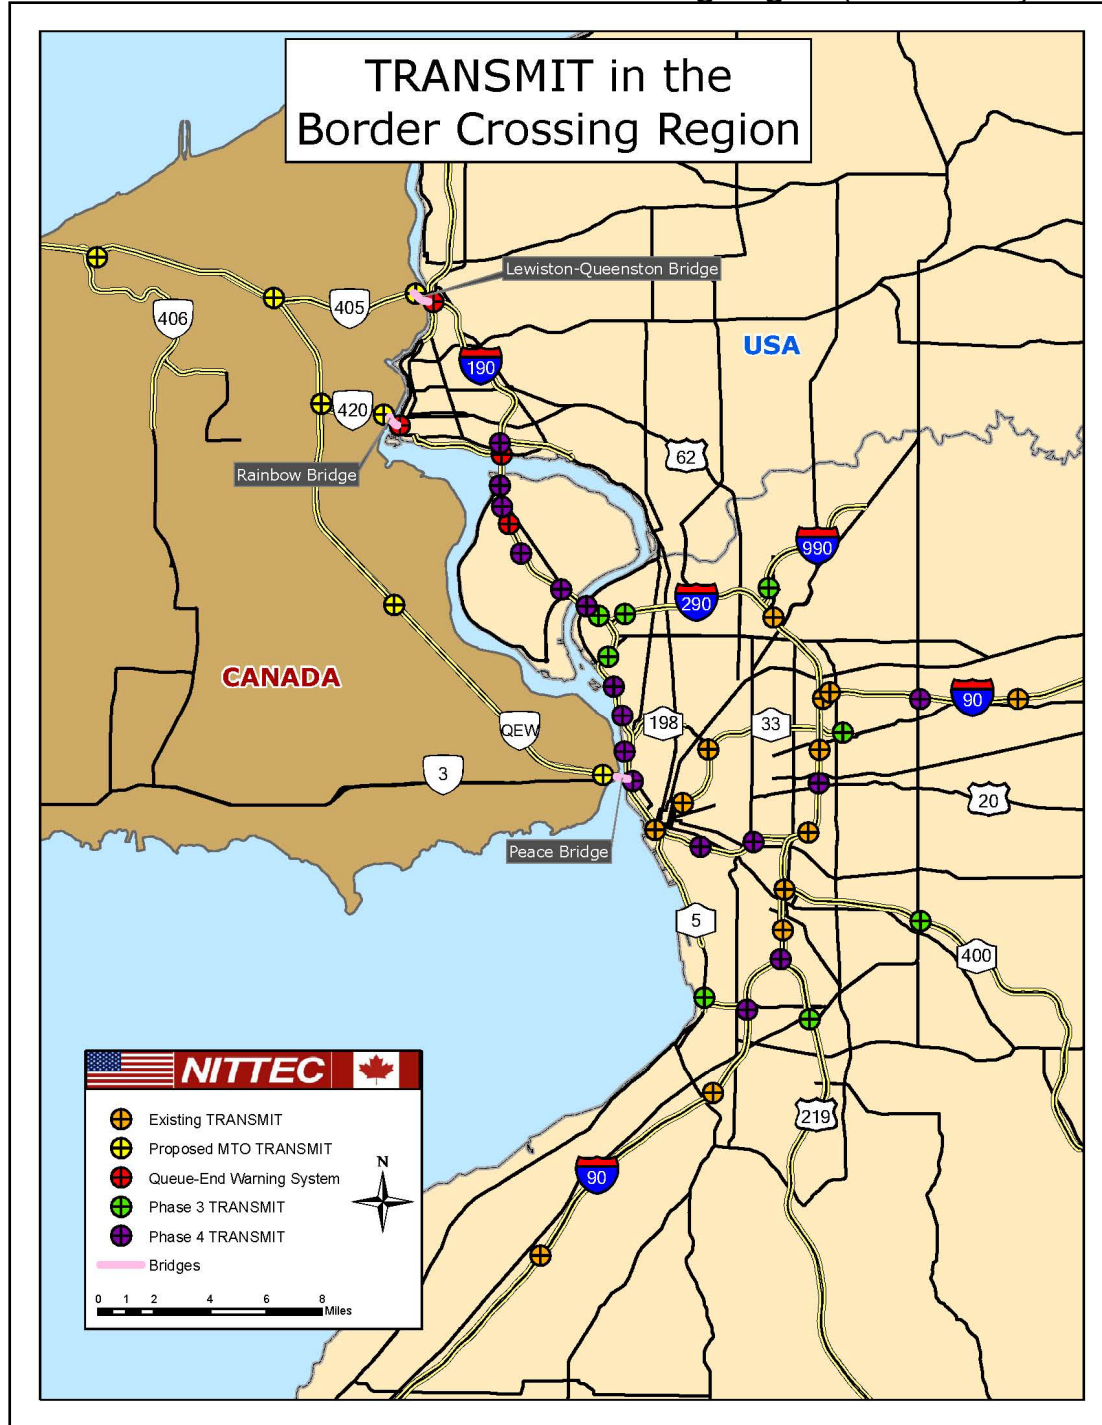 TRANSMIT in the
Border Crossing Region
Lewiston-Queenston Bridge
405
406
USA
190
420
62
Rainbow Bridge
990
290
CANADA
90
198
33
QEW
3
20
Peace Bridge
5
400
NITTEC
Existing TRANSMIT
Proposed MTO TRANSMIT
N
Queue-End Warning System
219
90
Phase 3 TRANSMIT
Phase 4 TRANSMIT
Bridges
0 1 2 4 6 8
Miles